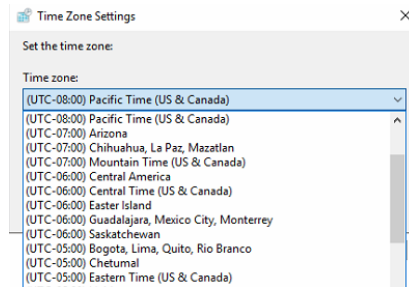 Time Zone Settings
Set the time zone:
Time zone:
(UTC-08:00) Pacific Time (US & Canada)
(UTC-08:00) Pacific Time (US & Canada)
(UTC-07:00) Arizona
(UTC-07:00) Chihuahua, La Paz, Mazatlan
(UTC-07:00) Mountain Time (US & Canada)
(UTC-06:00) Central America
(UTC-06:00) Central Time (US & Canada)
(UTC-06:00) Easter Island
(UTC-06:00) Guadalajara, Mexico City, Monterrey
(UTC-06:00) Saskatchewan
(UTC-05:00) Bogota, Lima, Quito, Rio Branco
(UTC-05:00) Chetumal
(UTC-05:00) Eastern Time (US & Canada)